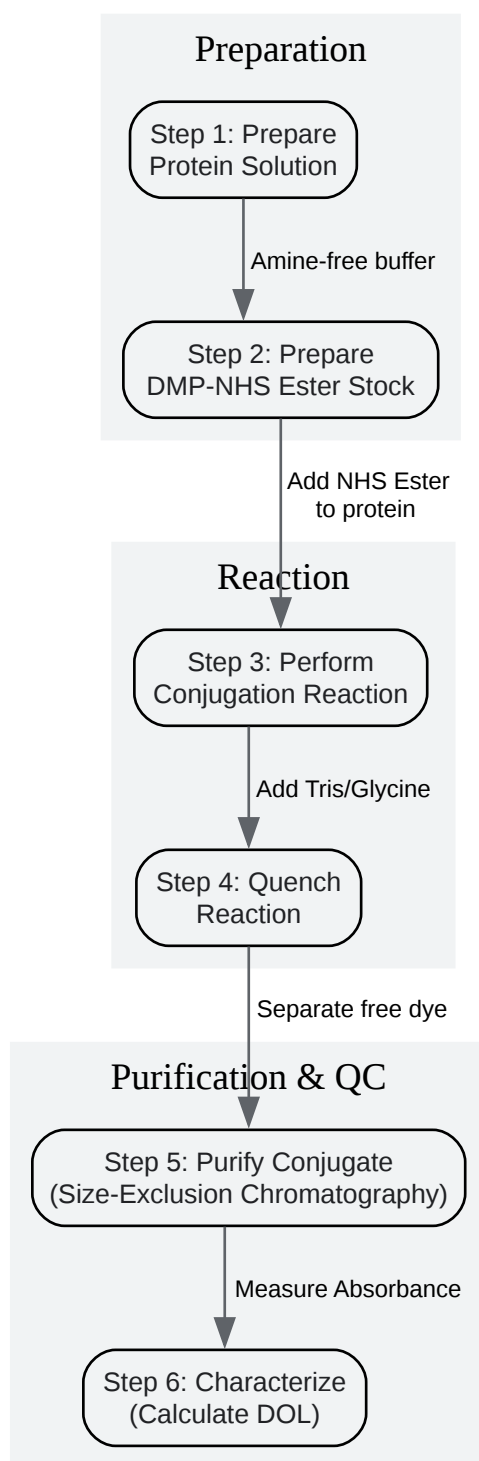 Preparation
Step 1: Prepare
Protein Solution
Amine-free buffer
Step 2: Prepare
DMP-NHS Ester Stock
Add NHS Ester
to protein
Reaction
Step 3: Perform
Conjugation Reaction
Add Tris/Glycine
Step 4: Quench
Reaction
Separate free dye
Purification & QC
Step 5: Purify Conjugate
(Size-Exclusion Chromatography)
Measure Absorbance
Step 6: Characterize
(Calculate DOL)